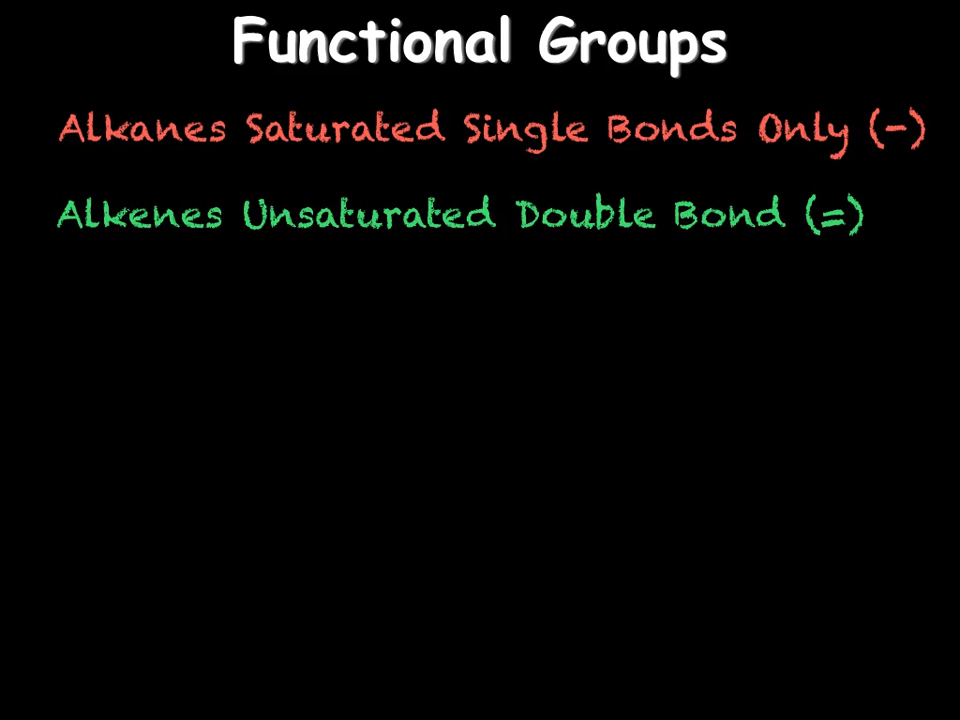 Functional Groups
Alkanes Saturated Single Bonds Only (-)
Alkenes Unsaturated Double Bond (=)